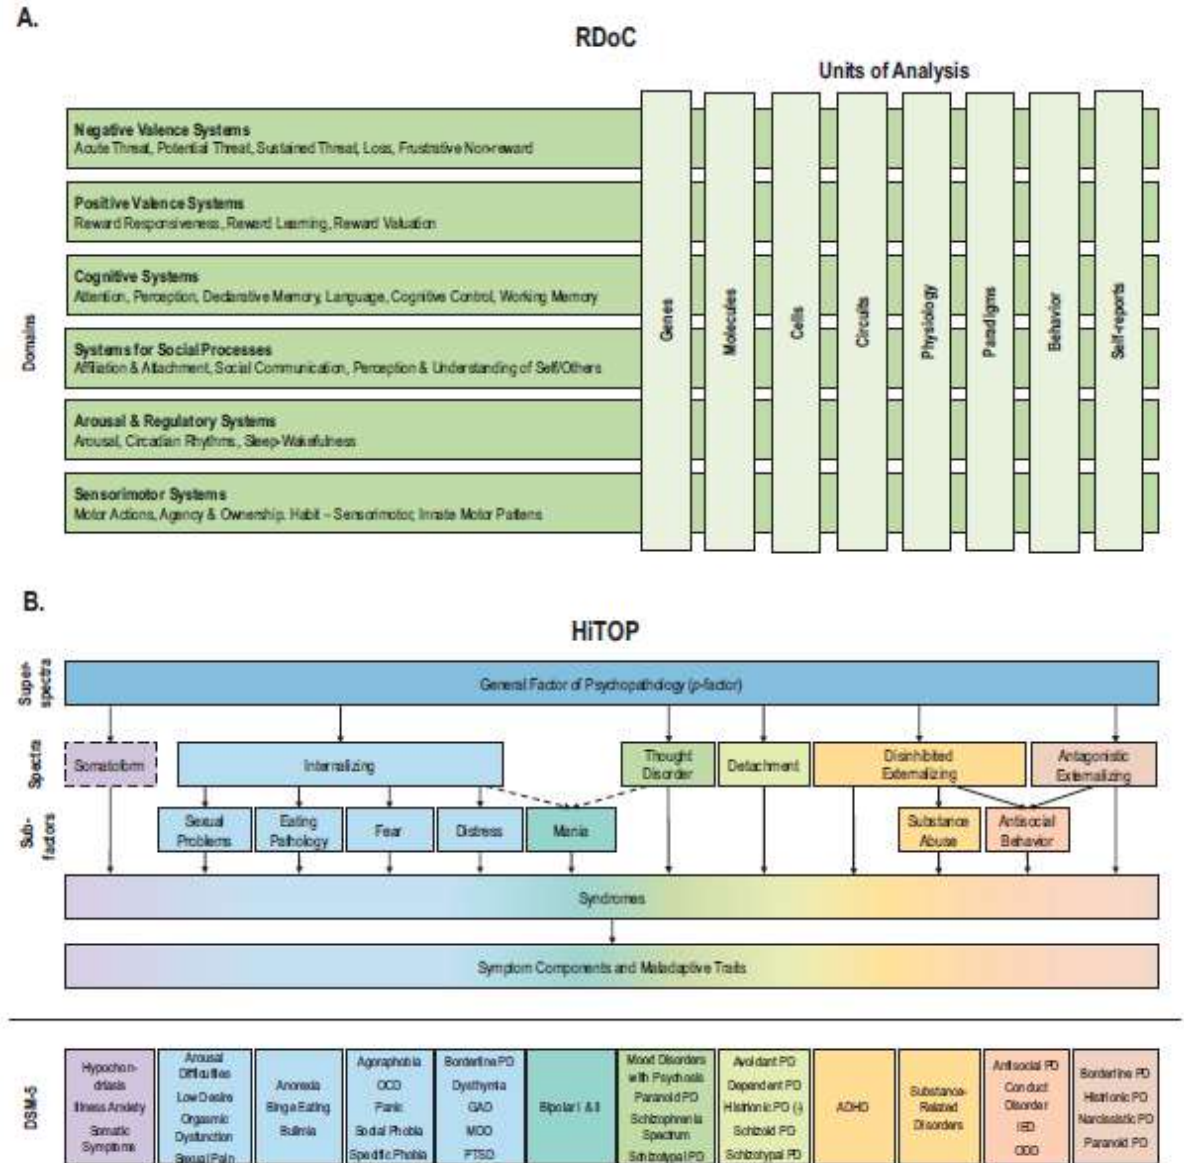 A.
RDoC
Units of Analysis
Domains
Negative Valence Systems
Acute Threat, Potential Threat, Sustained Threat, Loss, Frustrative Non-reward
Positive Valence Systems
Reward Responsiveness, Reward Learning, Reward Valuation
Cognitive Systems
Attention, Perception, Declarative Memory, Language, Cognitive Control, Working Memory
Systems for Social Processes
Affiliation & Attachment, Social Communication, Perception & Understanding of Self/Others
Arousal & Regulatory Systems
Arousal, Circadian Rhythms, Sleep-Wakefulness
Sensorimotor Systems
Motor Actions, Agency & Ownership. Habit – Sensorimotor, Innate Motor Patterns
Genes
Molecules
Cells
Circuits
Physiology
Paradigms
Behavior
Self-reports
B.
HiTOP
Super-
spectra
General Factor of Psychopathology (p-factor)
Spectra
Somatoform
Internalizing
Thought
Disorder
Detachment
Disinhibited
Externalizing
Antagonistic
Externalizing
Sub-
factors
Sexual
Problems
Eating
Pathology
Fear
Distress
Mania
Substance
Abuse
Antisocial
Behavior
Syndromes
Symptom Components and Maladaptive Traits
DSM-5
Hypochon-
driasis
Illness Anxiety
Somatic
Symptoms
Arousal
Difficulties
Low Desire
Orgasmic
Dysfunction
Sexual Pain
Anorexia
Binge Eating
Bulimia
Agoraphobia
OCD
Panic
Social Phobia
Specific Phobia
Borderline PD
Dysthymia
GAD
MDD
PTSD
Bipolar I & II
Mood Disorders
with Psychosis
Paranoid PD
Schizophrenia
Spectrum
Schizotypal PD
Avoidant PD
Dependent PD
Histrionic PD (-)
Schizoid PD
Schizotypal PD
ADHD
Substance-
Related
Disorders
Antisocial PD
Conduct
Disorder
IED
ODD
Borderline PD
Histrionic PD
Narcissistic PD
Paranoid PD